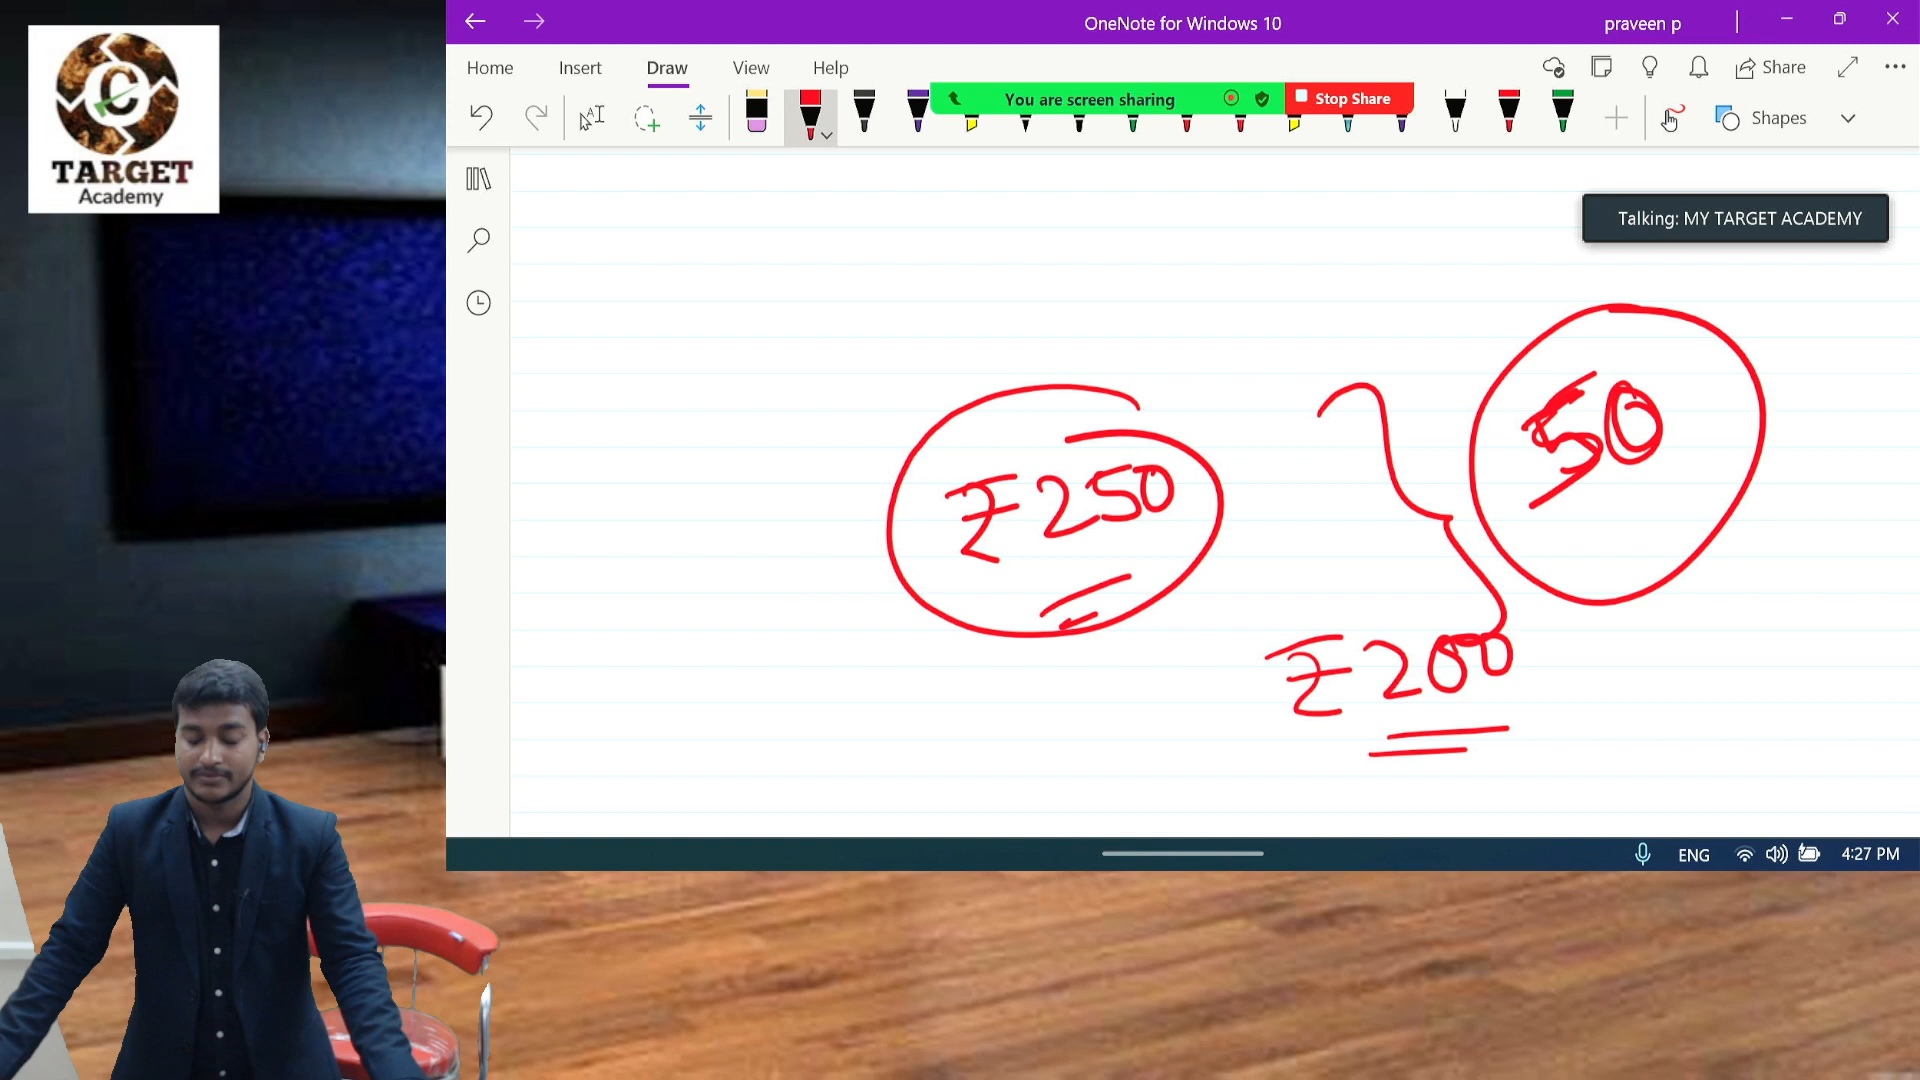 C
TARGET
Academy
OneNote for Windows 10
praveen p
Home Insert Draw View Help
Share
You are screen sharing
Stop Share
Shapes
Talking: MY TARGET ACADEMY
50
₹250
₹200
ENG
4:27 PM